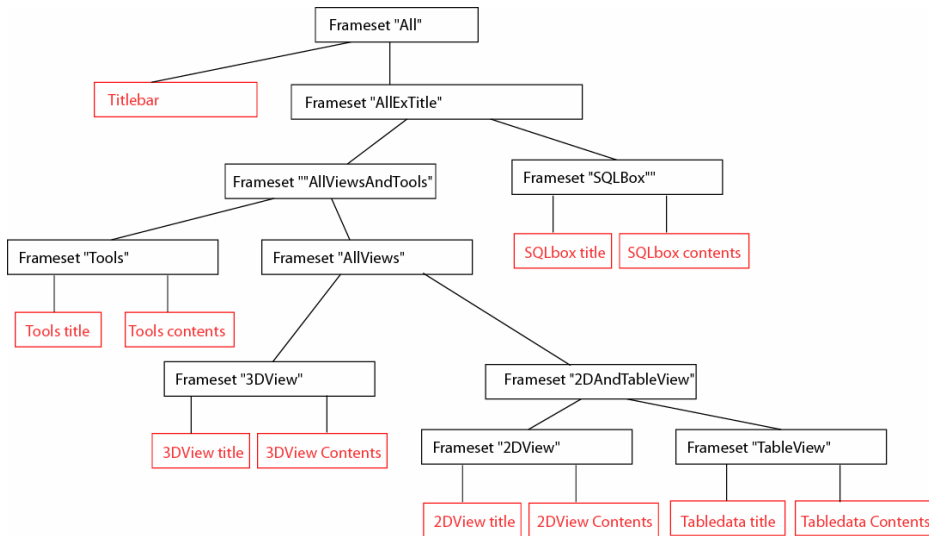 Frameset "All"
Titlebar
Frameset "AllExTitle"
Frameset ""AllViewsAndTools"
Frameset "SQLBox""
Frameset "Tools"
Frameset "AllViews"
SQLbox title
SQLbox contents
Tools title
Tools contents
Frameset "3DView"
Frameset "2DAndTableView"
3DView title
3DView Contents
Frameset "2DView"
Frameset "TableView"
2DView title
2DView Contents
Tabledata title
Tabledata Contents